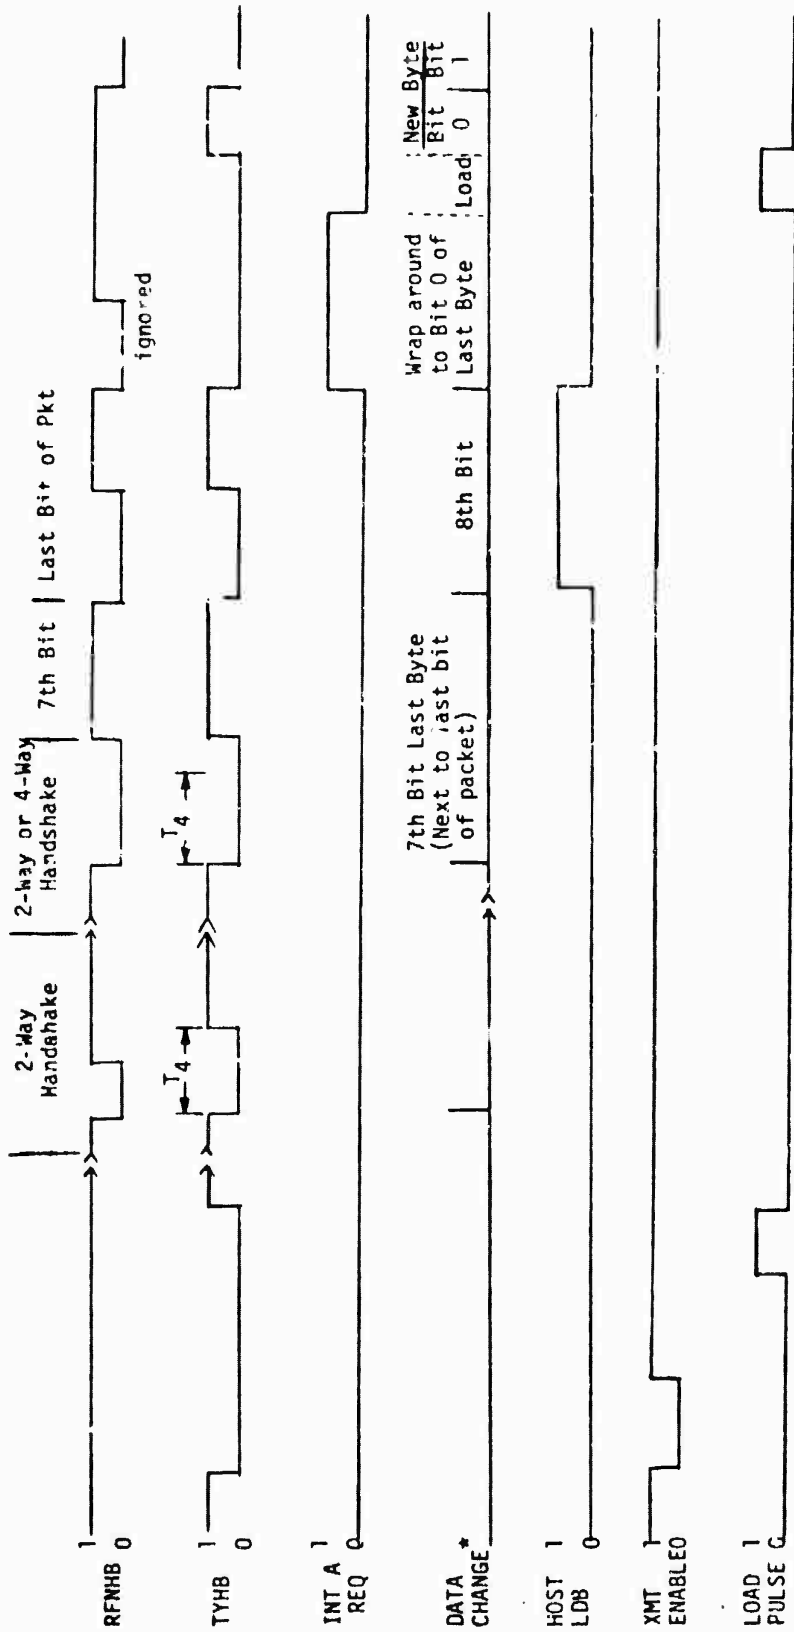 2-Way
Handshake
2-Way or 4-Way
Handshake
7th Bit
Last Bit of Pkt
RFNHB
1
0
ignored
TYHB
1
0
T4
T4
INT A
REQ
1
0
DATA
CHANGE*
7th Bit Last Byte
(Next to last bit
of packet)
8th Bit
Wrap around
to Bit 0 of
Last Byte
Load
New Byte
Bit
0
Bit
1
HOST
LDB
1
0
XMT
ENABLE
1
0
LOAD
PULSE
1
0